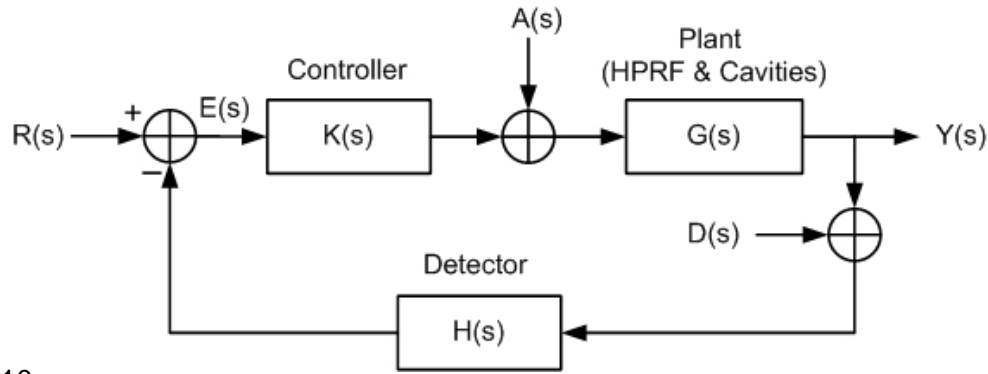 A(s)
Plant
(HPRF & Cavities)
Controller
+
E(s)
R(s)
K(s)
G(s)
Y(s)
−
D(s)
Detector
H(s)